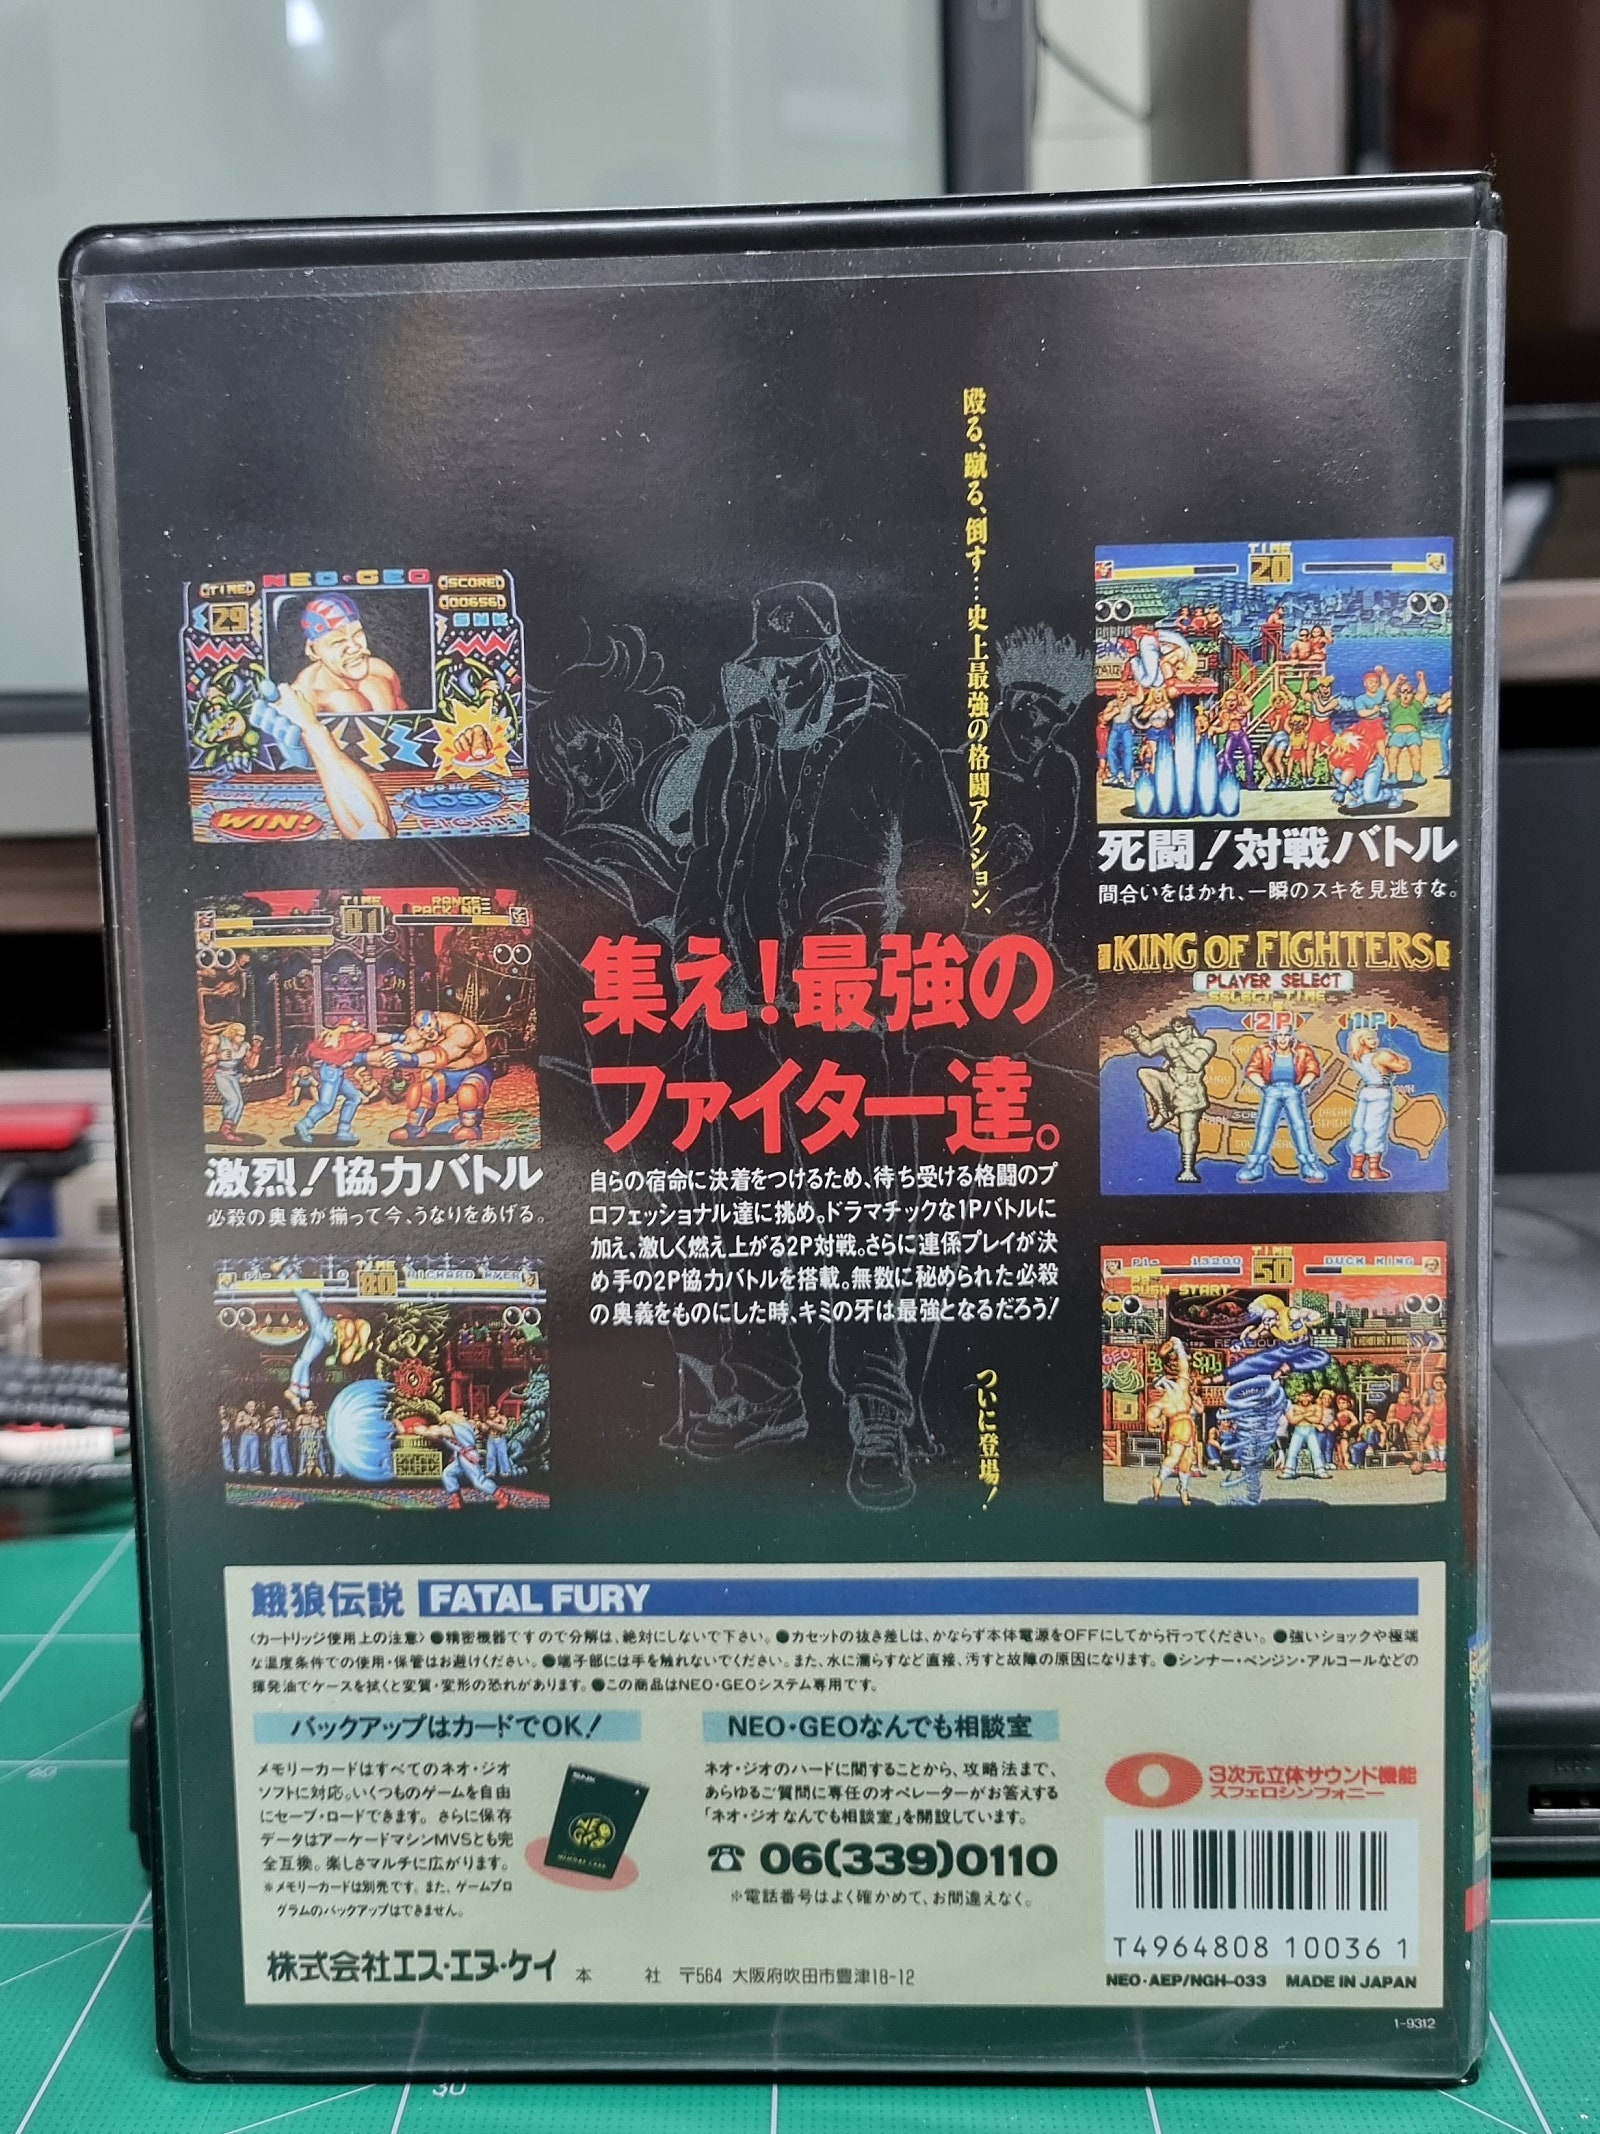 殴る、蹴る、倒す…史上最強の格闘アクション、
TIME
29
NEO・GEO
SCORE
00656
SNK
WIN!
LOSE
FIGHT
TIME
20
死闘!対戦バトル
間合いをはかれ、一瞬のスキを見逃すな。
TIME
01
激烈!協力バトル
必殺の奥義が揃って今、うなりをあげる。
KING OF FIGHTERS
PLAYER SELECT
SELECT TIME
2P
1P
集え!最強の
ファイター達。
自らの宿命に決着をつけるため、待ち受ける格闘のプ
ロフェッショナル達に挑め。ドラマチックな1Pバトルに
加え、激しく燃え上がる2P対戦。さらに連係プレイが決
め手の2P協力バトルを搭載。無数に秘められた必殺
の奥義をものにした時、キミの牙は最強となるだろう!
P1-
0
TIME
80
RICHARD MYER
P1-
13200
TIME
50
DUCK KING
PUSH START
ついに登場!
餓狼伝説 FATAL FURY
〈カートリッジ使用上の注意〉●精密機器ですので分解は、絶対にしないで下さい。●カセットの抜き差しは、かならず本体電源をOFFにしてから行ってください。●強いショックや極端
な温度条件での使用・保管はお避けください。●端子部には手を触れないでください。また、水に濡らすなど直接、汚すと故障の原因になります。●シンナー・ベンジン・アルコールなどの
揮発油でケースを拭くと変質・変形の恐れがあります。●この商品はNEO・GEOシステム専用です。
バックアップはカードでOK!
メモリーカードはすべてのネオ・ジオ
ソフトに対応。いくつものゲームを自由
にセーブ・ロードできます。さらに保存
データはアーケードマシンMVSとも完
全互換。楽しさマルチに広がります。
※メモリーカードは別売です。また、ゲームプロ
グラムのバックアップはできません。
NEO・GEOなんでも相談室
ネオ・ジオのハードに関することから、攻略法まで、
あらゆるご質問に専任のオペレーターがお答えする
「ネオ・ジオなんでも相談室」を開設しています。
☎ 06(339)0110
※電話番号はよく確かめて、お間違えなく。
3次元立体サウンド機能
スフェロシンフォニー
T4964808 10036 1
NEO・AEP/NGH-033 MADE IN JAPAN
株式会社エス・エヌ・ケイ 本 社 〒564 大阪府吹田市豊津18-12
1-9312
30